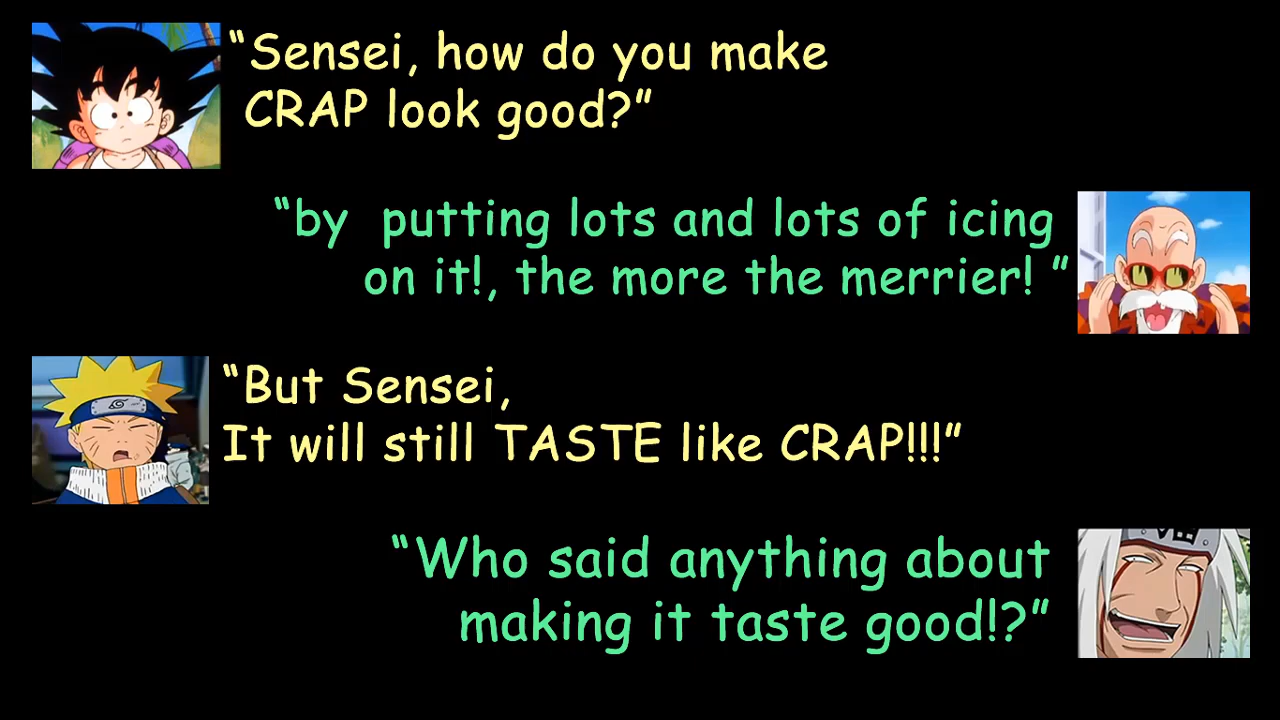 “Sensei, how do you make
CRAP look good?”
“by putting lots and lots of icing
on it!, the more the merrier! ”
“But Sensei,
It will still TASTE like CRAP!!!”
“Who said anything about
making it taste good!?”